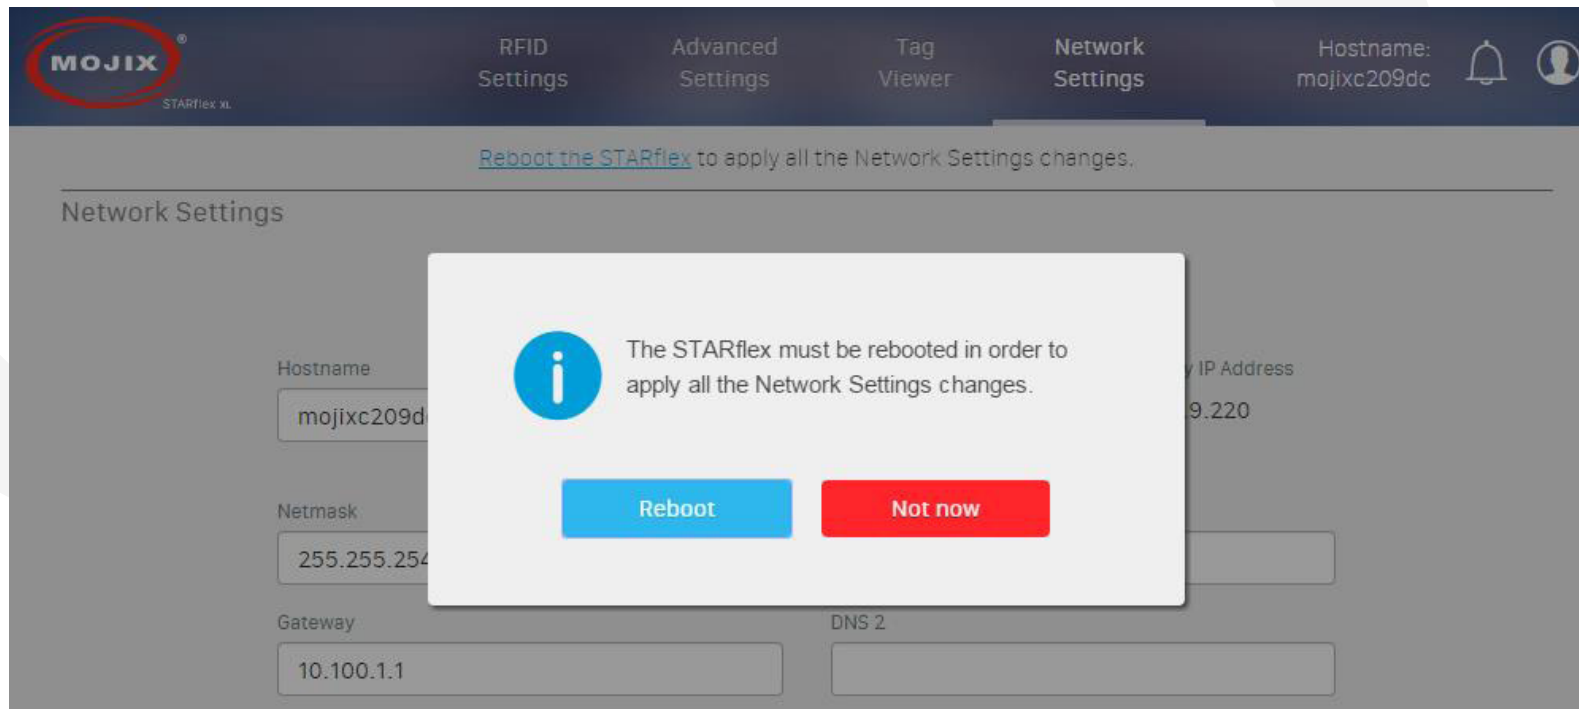 MOJIX
®
STARflex XL
RFID
Settings
Advanced
Settings
Tag
Viewer
Network
Settings
Hostname:
mojixc209dc
Reboot the STARflex to apply all the Network Settings changes.
Network Settings
The STARflex must be rebooted in order to
apply all the Network Settings changes.
Reboot
Not now
Hostname
mojixc209d
IP Address
9.220
Netmask
255.255.254
Gateway
DNS 2
10.100.1.1